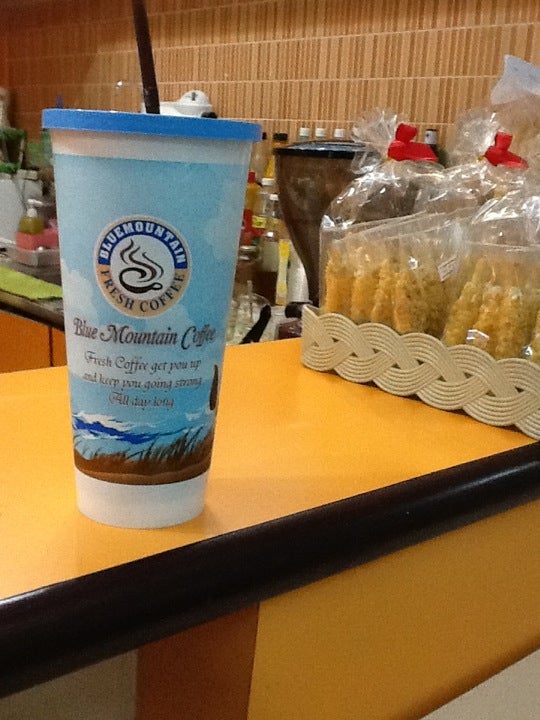 BLUEMOUNTAIN
FRESH COFFEE
Blue Mountain Coffee
Fresh Coffee get you up
and keep you going strong
All day long